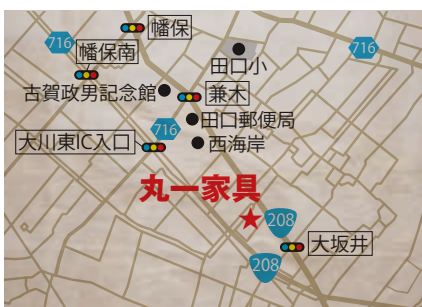 幡保
716
幡保南
田口小
716
古賀政男記念館
兼木
716
田口郵便局
大川東IC入口
西海岸
丸一家具
208
大坂井
208